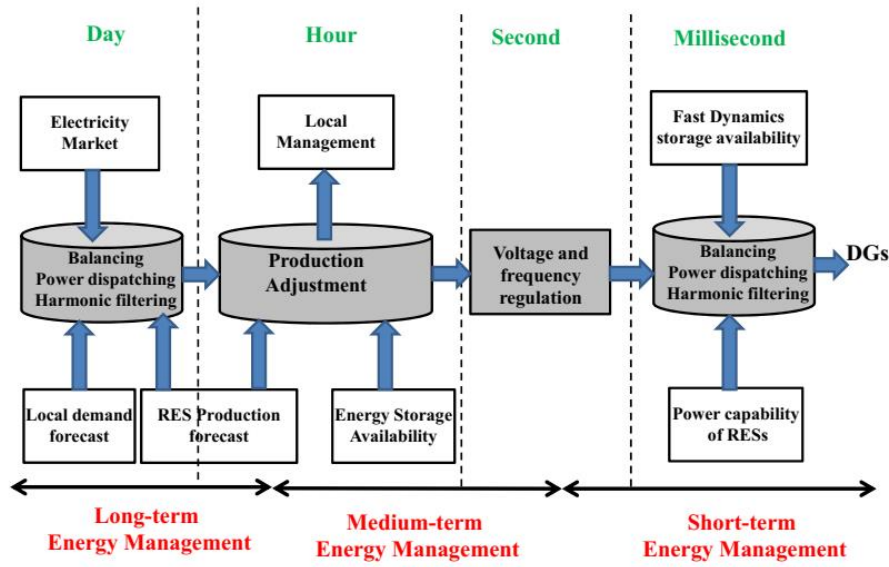 Day
Hour
Second
Millisecond
Electricity
Market
Local
Management
Fast Dynamics
storage availability
Balancing
Power dispatching
Harmonic filtering
Production
Adjustment
Voltage and
frequency
regulation
Balancing
Power dispatching
Harmonic filtering
DGs
Local demand
forecast
RES Production
forecast
Energy Storage
Availability
Power capability
of RESs
Long-term
Energy Management
Medium-term
Energy Management
Short-term
Energy Management